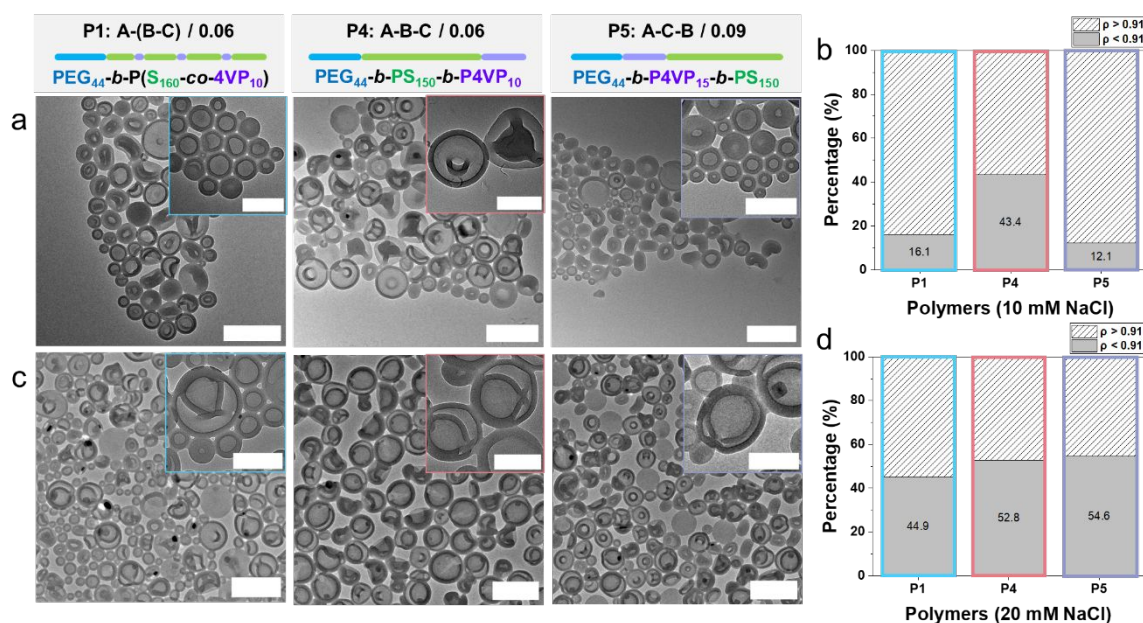 P1: A-(B-C) / 0.06
PEG44-b-P(S160-co-4VP10)
P4: A-B-C / 0.06
PEG44-b-PS150-b-P4VP10
P5: A-C-B / 0.09
PEG44-b-P4VP15-b-PS150
a
b
ρ > 0.91
ρ < 0.91
Percentage (%)
100
80
60
40
20
0
16.1
43.4
12.1
P1
P4
P5
Polymers (10 mM NaCl)
c
d
ρ > 0.91
ρ < 0.91
Percentage (%)
100
80
60
40
20
0
44.9
52.8
54.6
P1
P4
P5
Polymers (20 mM NaCl)